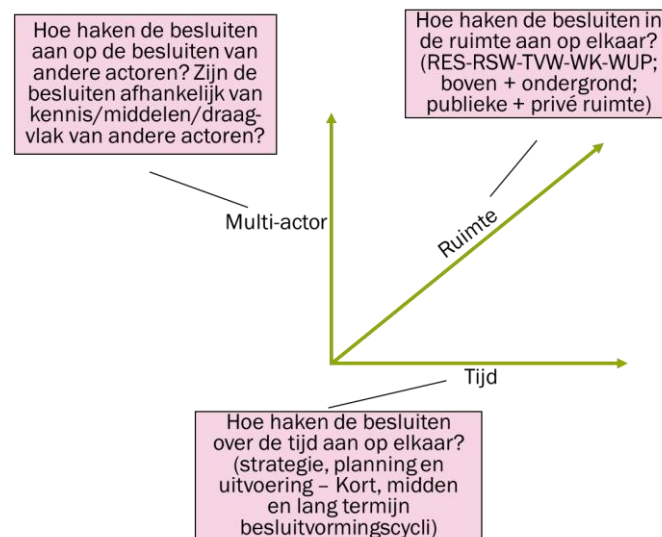 Hoe haken de besluiten
aan op de besluiten van
andere actoren? Zijn de
besluiten afhankelijk van
kennis/middelen/draag-
vlak van andere actoren?
Hoe haken de besluiten in
de ruimte aan op elkaar?
(RES-RSW-TVW-WK-WUP;
boven + ondergrond;
publieke + privé ruimte)
Multi-actor
Ruimte
Tijd
Hoe haken de besluiten
over de tijd aan op elkaar?
(strategie, planning en
uitvoering – Kort, midden
en lang termijn
besluitvormingscycli)